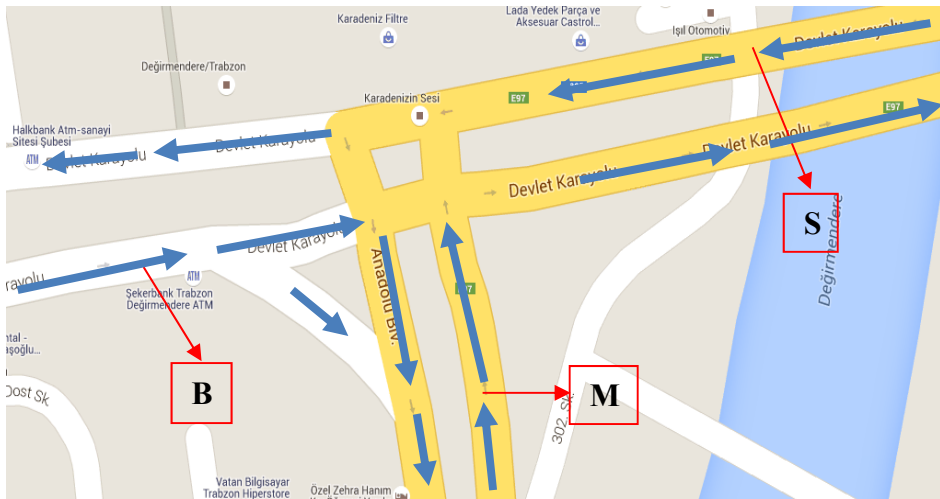 Lada Yedek Parça ve
Aksesuar Castrol...
Karadeniz Filtre
Işıl Otomotiv
Devlet Karayolu
E97
Değirmendere/Trabzon
Karadenizin Sesi
E97
E97
Halkbank Atm-sanayi
Sitesi Şubesi
ATM
Devlet Karayolu
Devlet Karayolu
Devlet Karayolu
Devlet Karayolu
S
Değirmendere
Devlet Karayolu
ATM
Şekerbank Trabzon
Değirmendere ATM
Anadolu Blv.
E97
B
M
302. Sk.
Vatan Bilgisayar
Trabzon Hiperstore
Özel Zehra Hanım